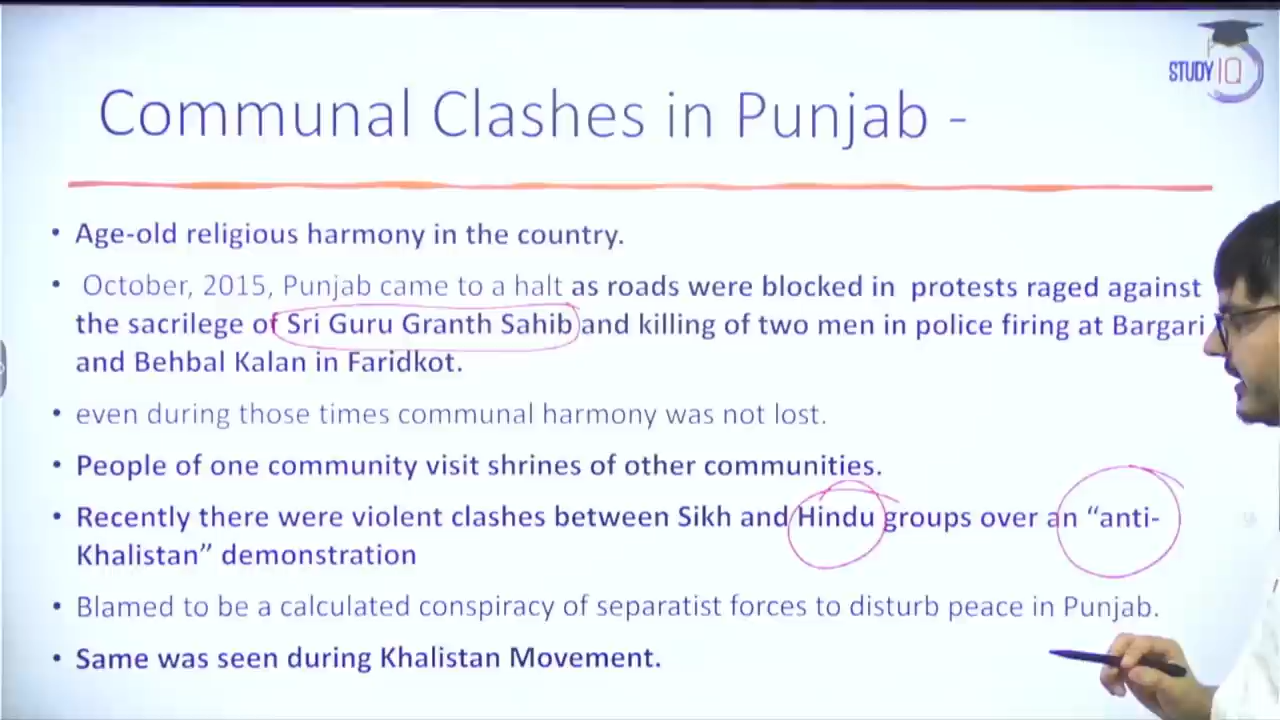 STUDY IQ
Communal Clashes in Punjab -
• Age-old religious harmony in the country.
• October, 2015, Punjab came to a halt as roads were blocked in protests raged against
the sacrilege of Sri Guru Granth Sahib and killing of two men in police firing at Bargari
and Behbal Kalan in Faridkot.
• even during those times communal harmony was not lost.
• People of one community visit shrines of other communities.
• Recently there were violent clashes between Sikh and Hindu groups over an “anti-
Khalistan” demonstration
• Blamed to be a calculated conspiracy of separatist forces to disturb peace in Punjab.
• Same was seen during Khalistan Movement.